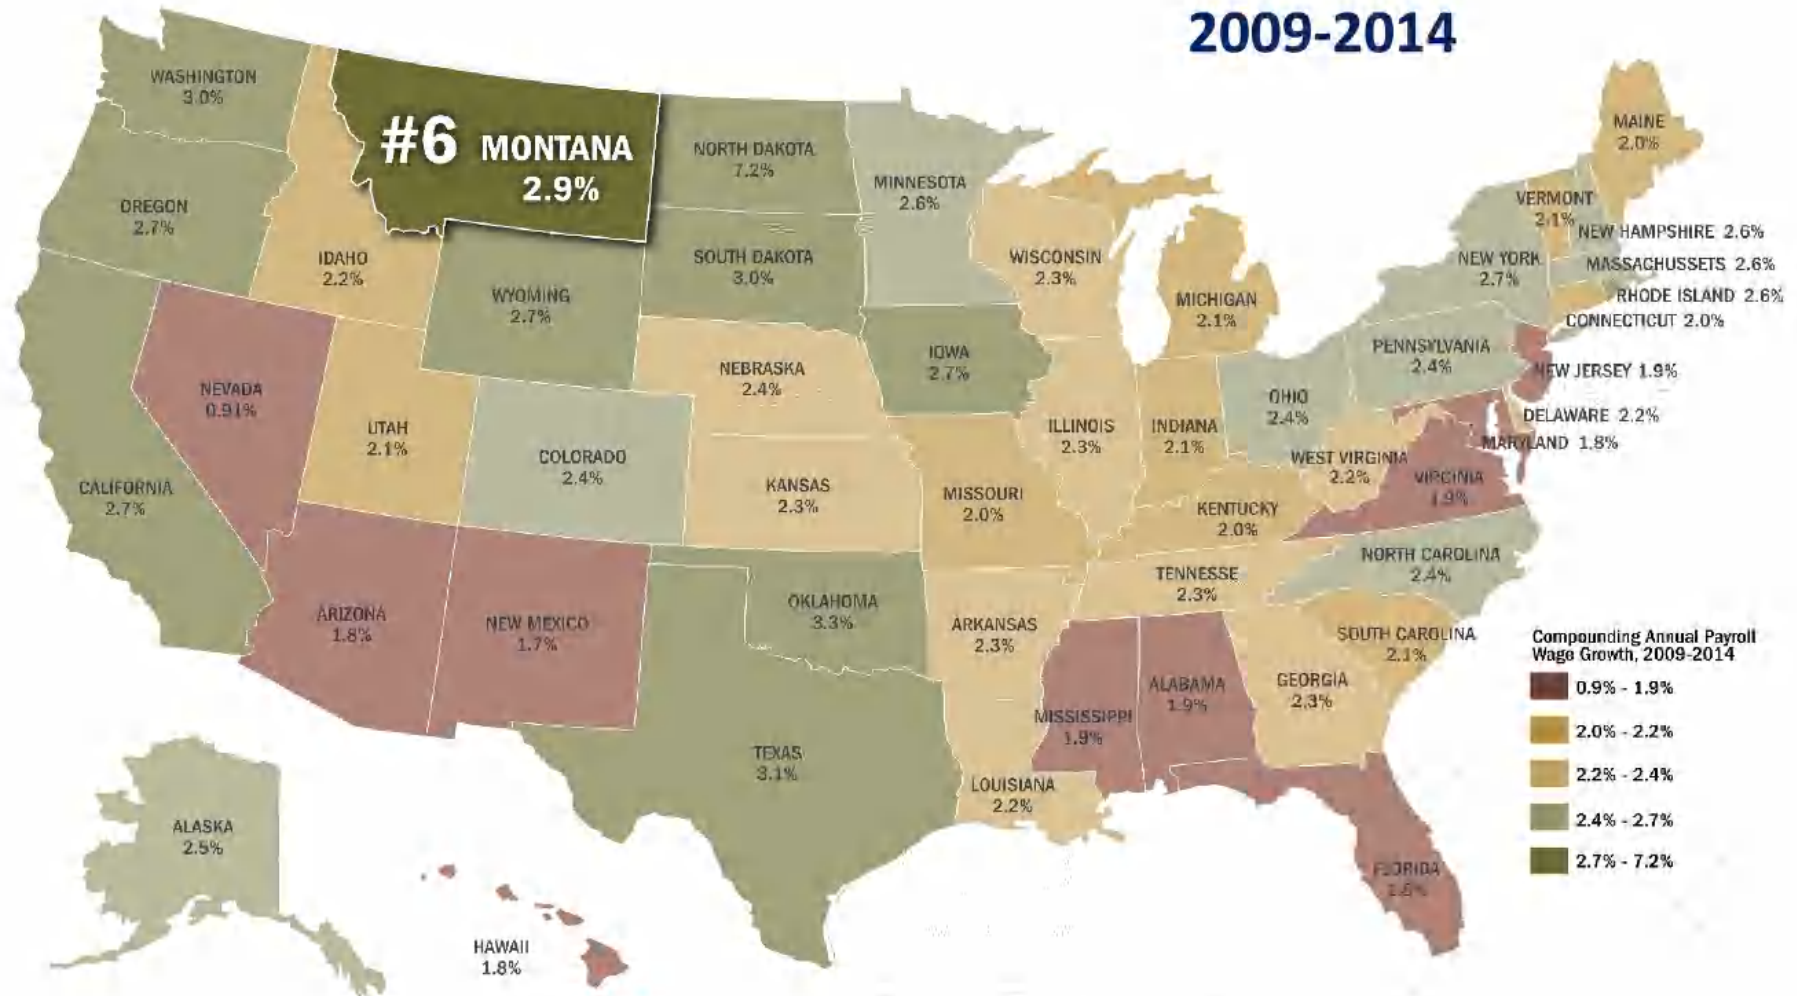 2009-2014
WASHINGTON
3.0%
#6 MONTANA
2.9%
NORTH DAKOTA
7.2%
MINNESOTA
2.6%
MAINE
2.0%
OREGON
2.7%
IDAHO
2.2%
WYOMING
2.7%
SOUTH DAKOTA
3.0%
WISCONSIN
2.3%
MICHIGAN
2.1%
VERMONT
2.1%
NEW HAMPSHIRE 2.6%
NEW YORK
2.7%
MASSACHUSSETS 2.6%
RHODE ISLAND 2.6%
CONNECTICUT 2.0%
NEVADA
0.91%
UTAH
2.1%
COLORADO
2.4%
NEBRASKA
2.4%
IOWA
2.7%
ILLINOIS
2.3%
INDIANA
2.1%
OHIO
2.4%
PENNSYLVANIA
2.4%
NEW JERSEY 1.9%
DELAWARE 2.2%
MARYLAND 1.8%
WEST VIRGINIA
2.2%
VIRGINIA
1.9%
CALIFORNIA
2.7%
KANSAS
2.3%
MISSOURI
2.0%
KENTUCKY
2.0%
NORTH CAROLINA
2.4%
TENNESSE
2.3%
ARIZONA
1.8%
NEW MEXICO
1.7%
OKLAHOMA
3.3%
ARKANSAS
2.3%
SOUTH CAROLINA
2.1%
MISSISSIPPI
1.9%
ALABAMA
1.9%
GEORGIA
2.3%
TEXAS
3.1%
LOUISIANA
2.2%
FLORIDA
ALASKA
2.5%
HAWAII
1.8%
Compounding Annual Payroll
Wage Growth, 2009-2014
0.9% - 1.9%
2.0% - 2.2%
2.2% - 2.4%
2.4% - 2.7%
2.7% - 7.2%